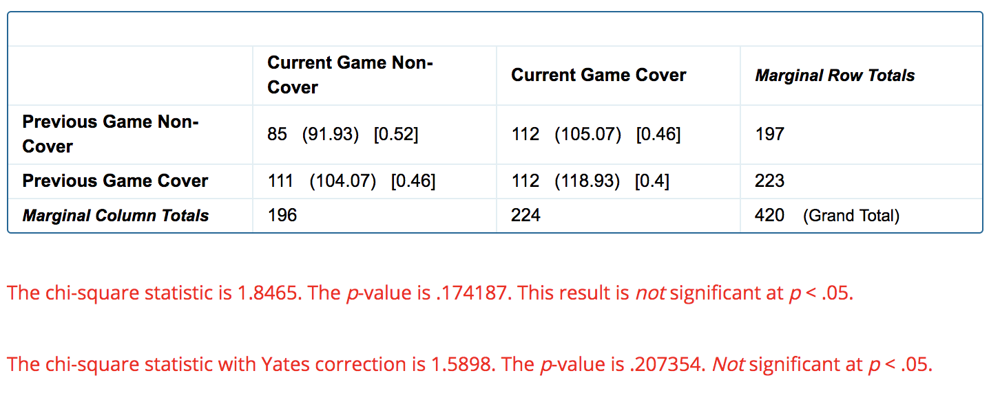 Current Game Non-
Cover
Current Game Cover
Marginal Row Totals
Previous Game Non-
Cover
85 (91.93) [0.52]
112 (105.07) [0.46]
197
Previous Game Cover
111 (104.07) [0.46]
112 (118.93) [0.4]
223
Marginal Column Totals
196
224
420 (Grand Total)
The chi-square statistic is 1.8465. The p-value is .174187. This result is not significant at p < .05.
The chi-square statistic with Yates correction is 1.5898. The p-value is .207354. Not significant at p < .05.